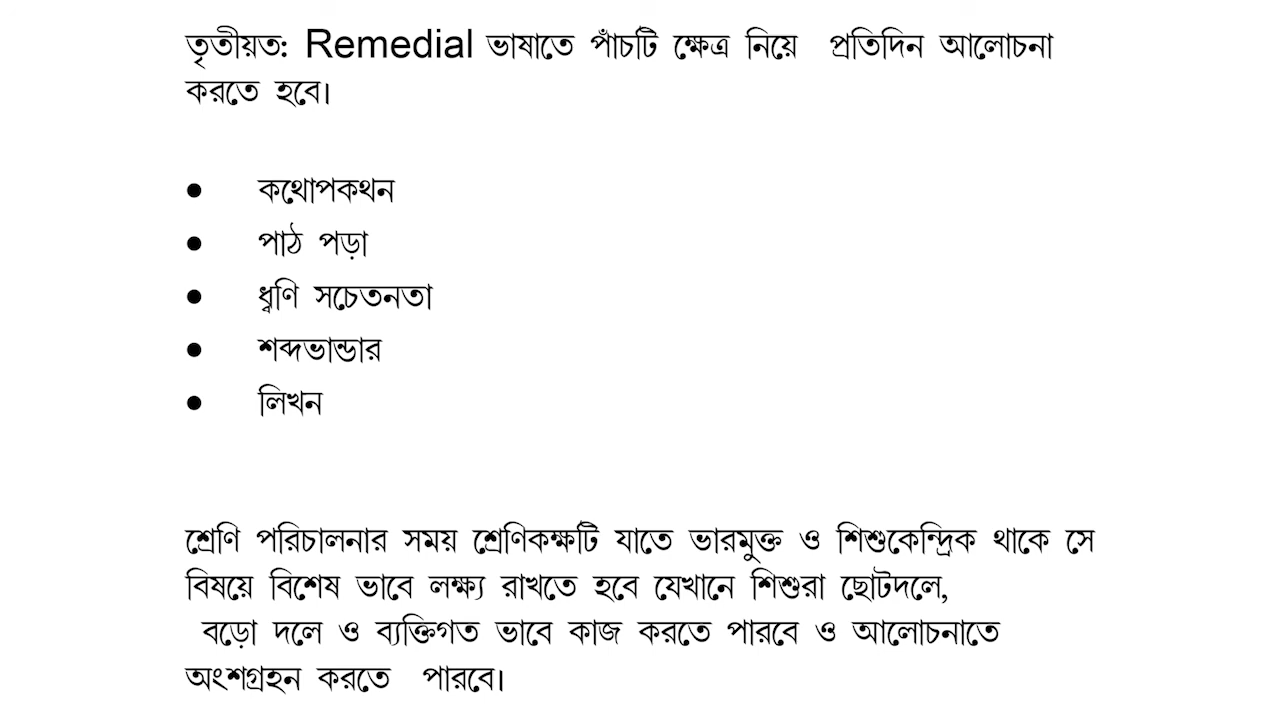 তৃতীয়ত: Remedial ভাষাতে পাঁচটি ক্ষেত্র নিয়ে প্রতিদিন আলোচনা
করতে হবে।
● কথোপকথন
● পাঠ পড়া
● ধ্বণি সচেতনতা
● শব্দভান্ডার
● লিখন
শ্রেণি পরিচালনার সময় শ্রেণিকক্ষটি যাতে ভারমুক্ত ও শিশুকেন্দ্রিক থাকে সে
বিষয়ে বিশেষ ভাবে লক্ষ্য রাখতে হবে যেখানে শিশুরা ছোটদলে,
বড়ো দলে ও ব্যক্তিগত ভাবে কাজ করতে পারবে ও আলোচনাতে
অংশগ্রহন করতে পারবে।